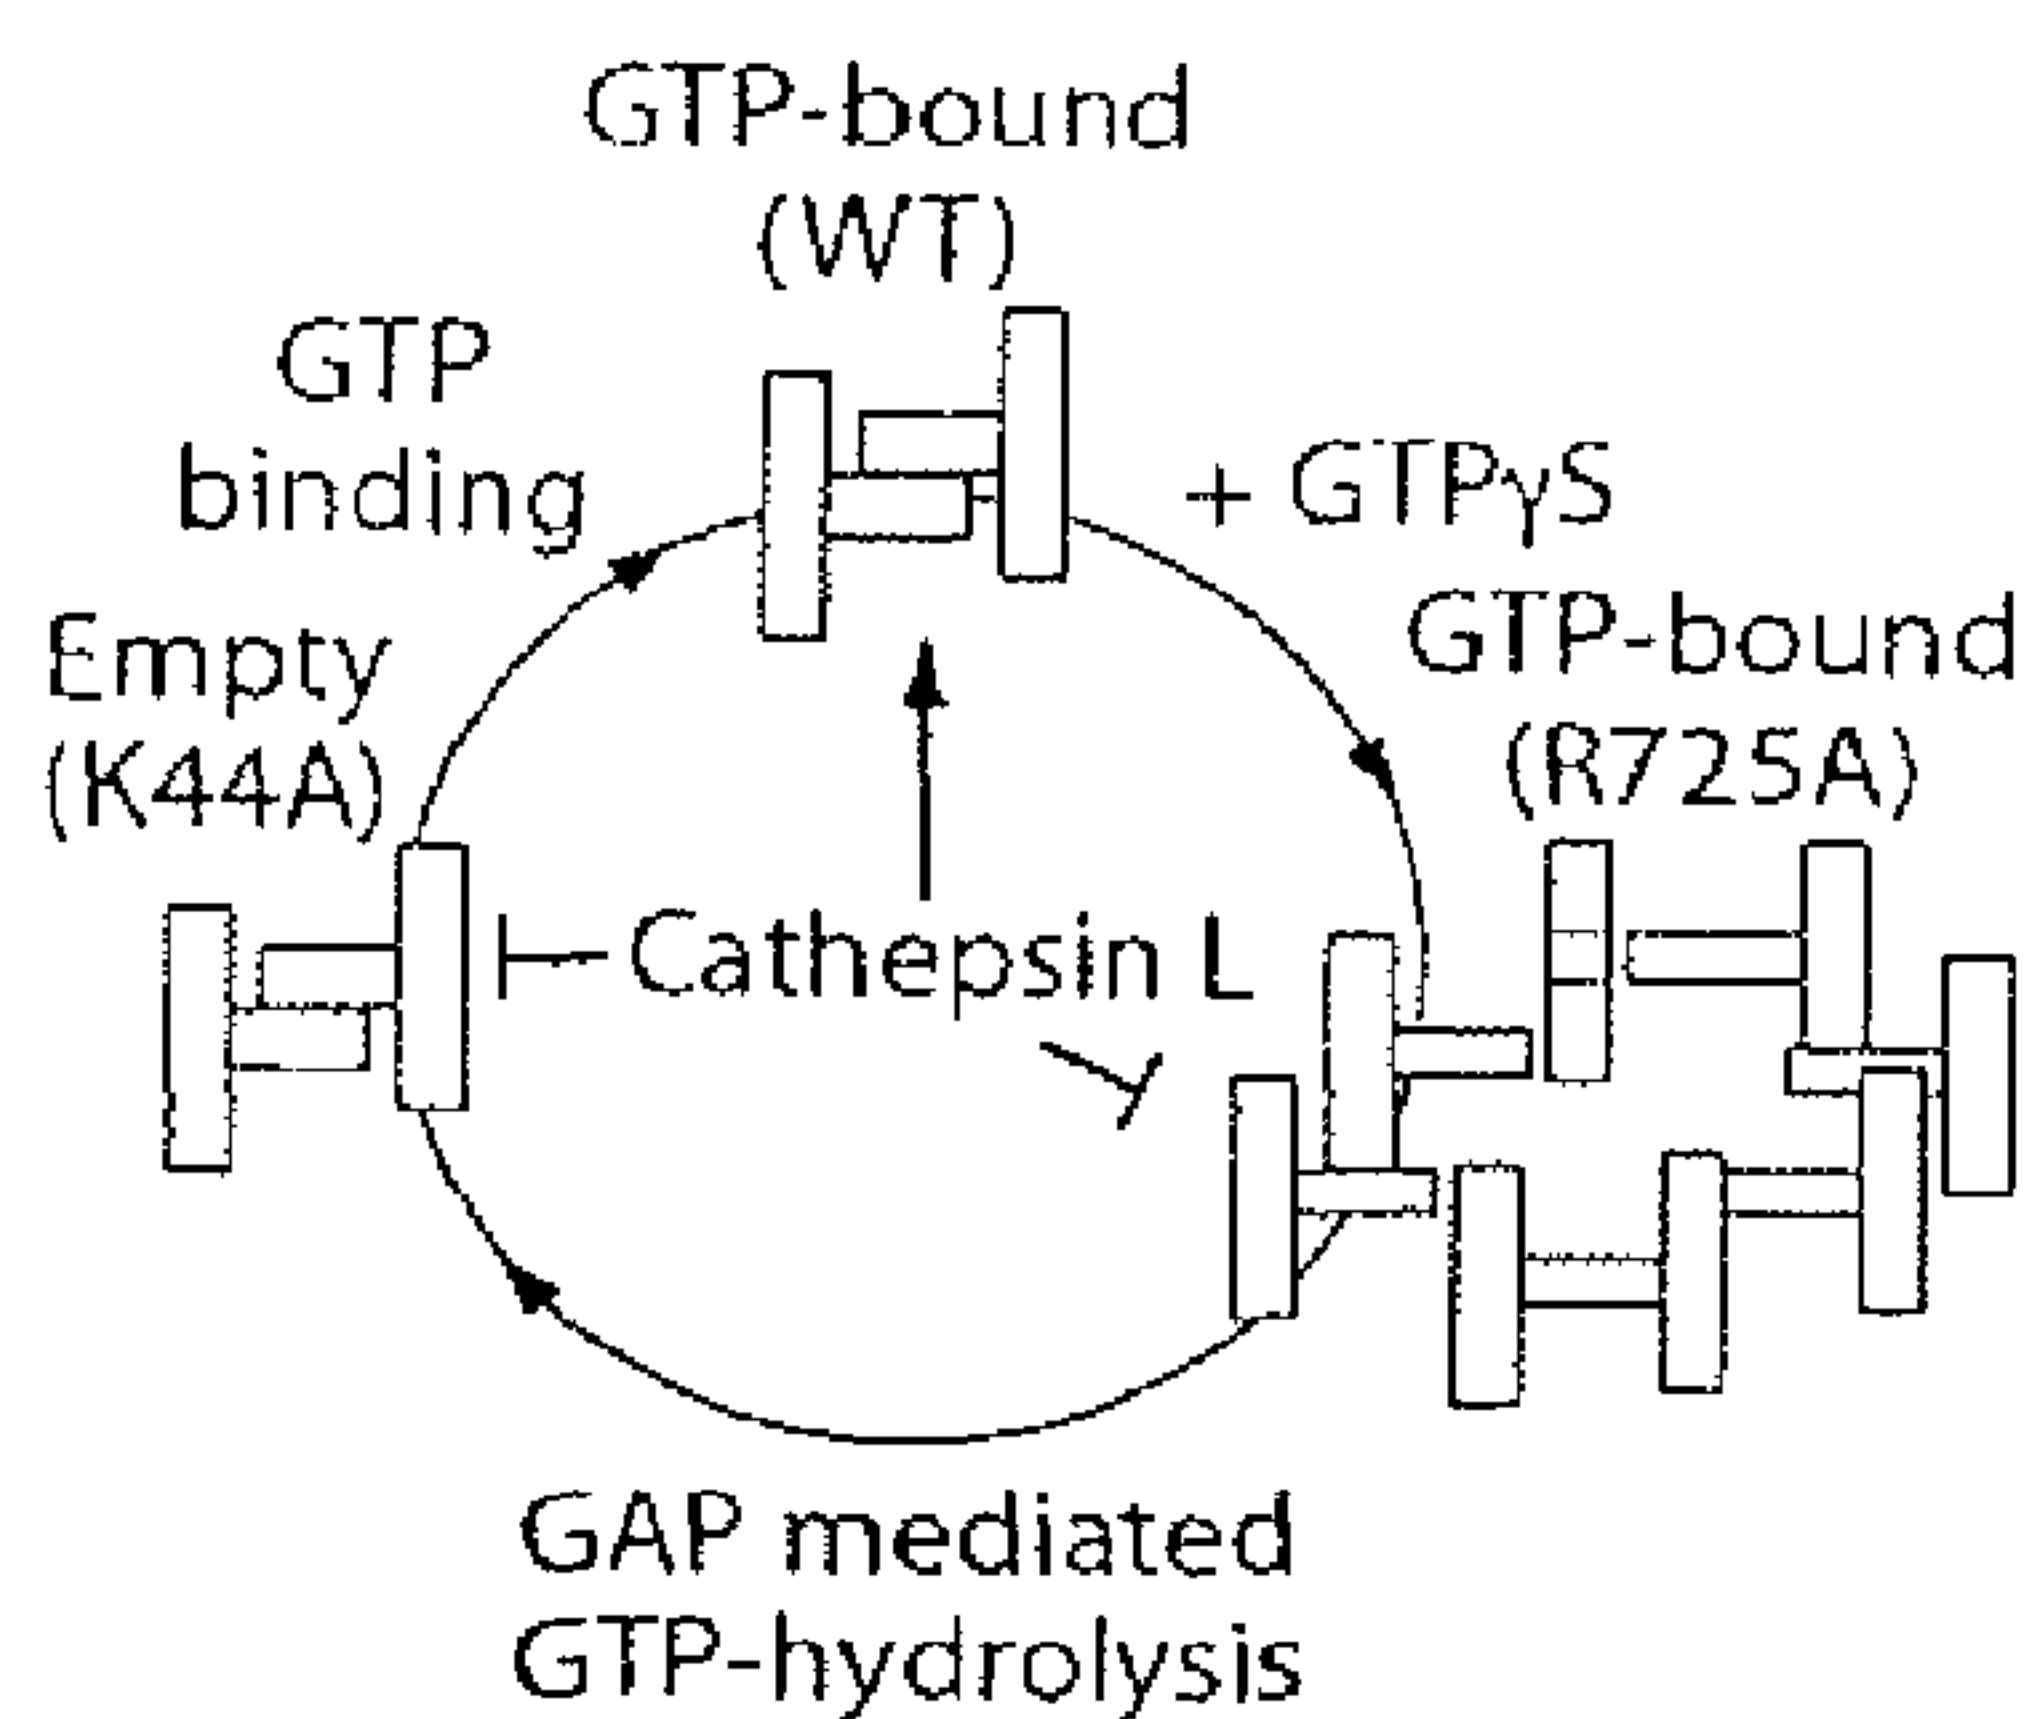 GTP-bound
(WT)
GTP
binding
+ GTPγS
Empty
(K44A)
GTP-bound
(R725A)
Cathepsin L
GAP mediated
GTP-hydrolysis